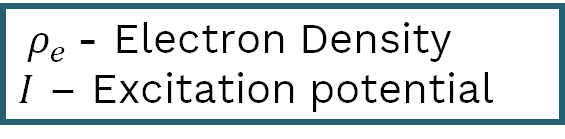 ρₑ - Electron Density
I – Excitation potential